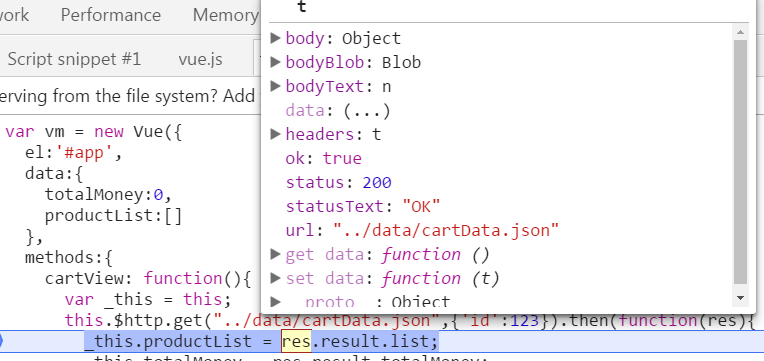 work Performance Memory
Script snippet #1 vue.js
erving from the file system? Add
t
body: Object
bodyBlob: Blob
bodyText: n
data: (...)
headers: t
ok: true
status: 200
statusText: "OK"
url: "../data/cartData.json"
get data: function ()
set data: function (t)
__proto__: Object
var vm = new Vue({
el:'#app',
data:{
totalMoney:0,
productList:[]
},
methods:{
cartView: function(){
var _this = this;
this.$http.get("../data/cartData.json",{'id':123}).then(function(res){
_this.productList = res.result.list;
_this.totalMoney = res.result.totalMoney;